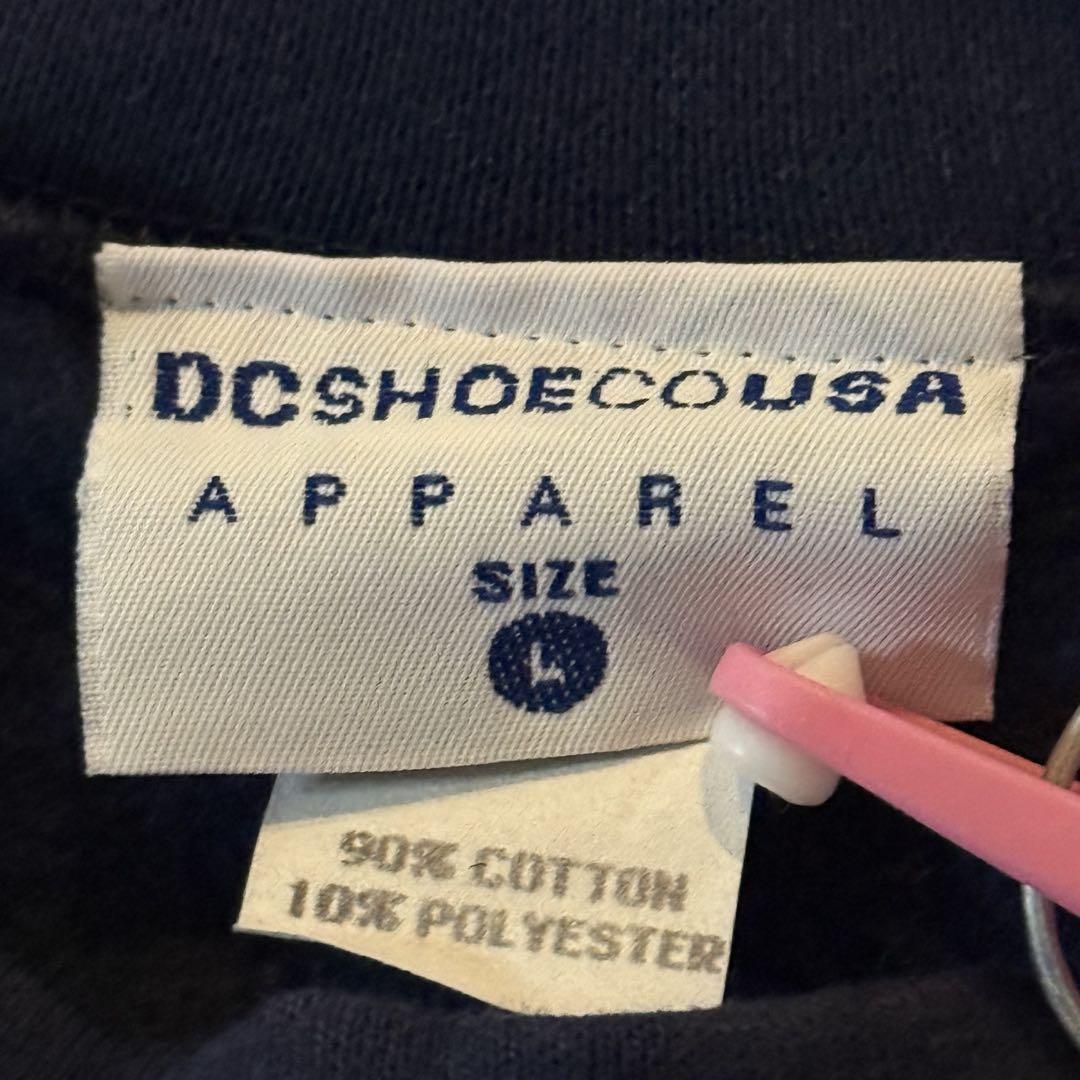 DCSHOECOUSA
APPAREL
SIZE
L
90% COTTON
10% POLYESTER